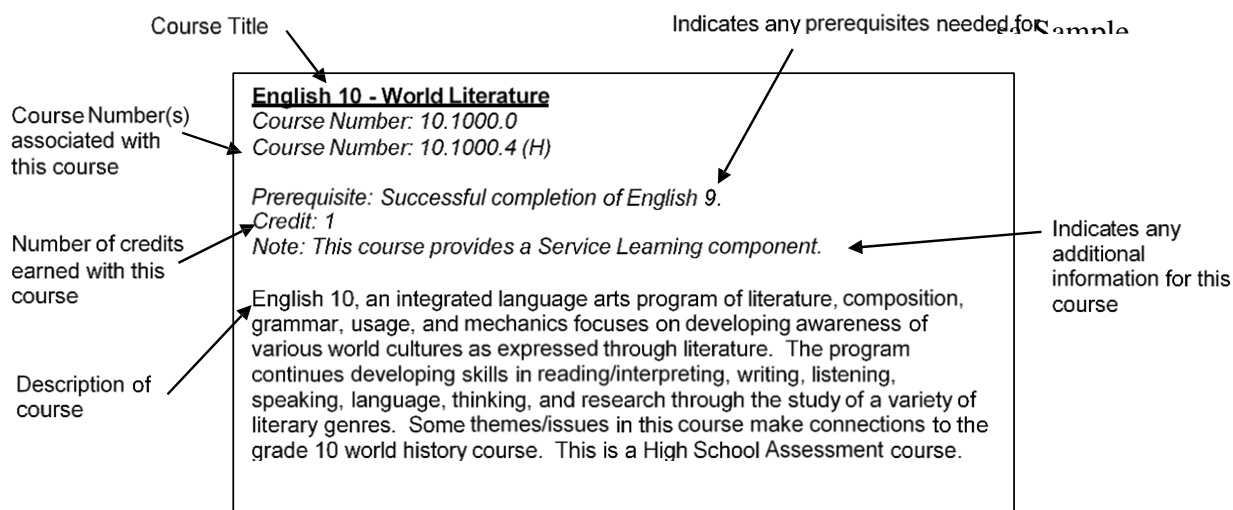 Course Title
Indicates any prerequisites needed for
Sample
English 10 - World Literature
Course Number: 10.1000.0
Course Number: 10.1000.4 (H)
Course Number(s)
associated with
this course
Prerequisite: Successful completion of English 9.
Credit: 1
Note: This course provides a Service Learning component.
Number of credits
earned with this
course
Indicates any
additional
information for this
course
English 10, an integrated language arts program of literature, composition,
grammar, usage, and mechanics focuses on developing awareness of
various world cultures as expressed through literature. The program
continues developing skills in reading/interpreting, writing, listening,
speaking, language, thinking, and research through the study of a variety of
literary genres. Some themes/issues in this course make connections to the
grade 10 world history course. This is a High School Assessment course.
Description of
course